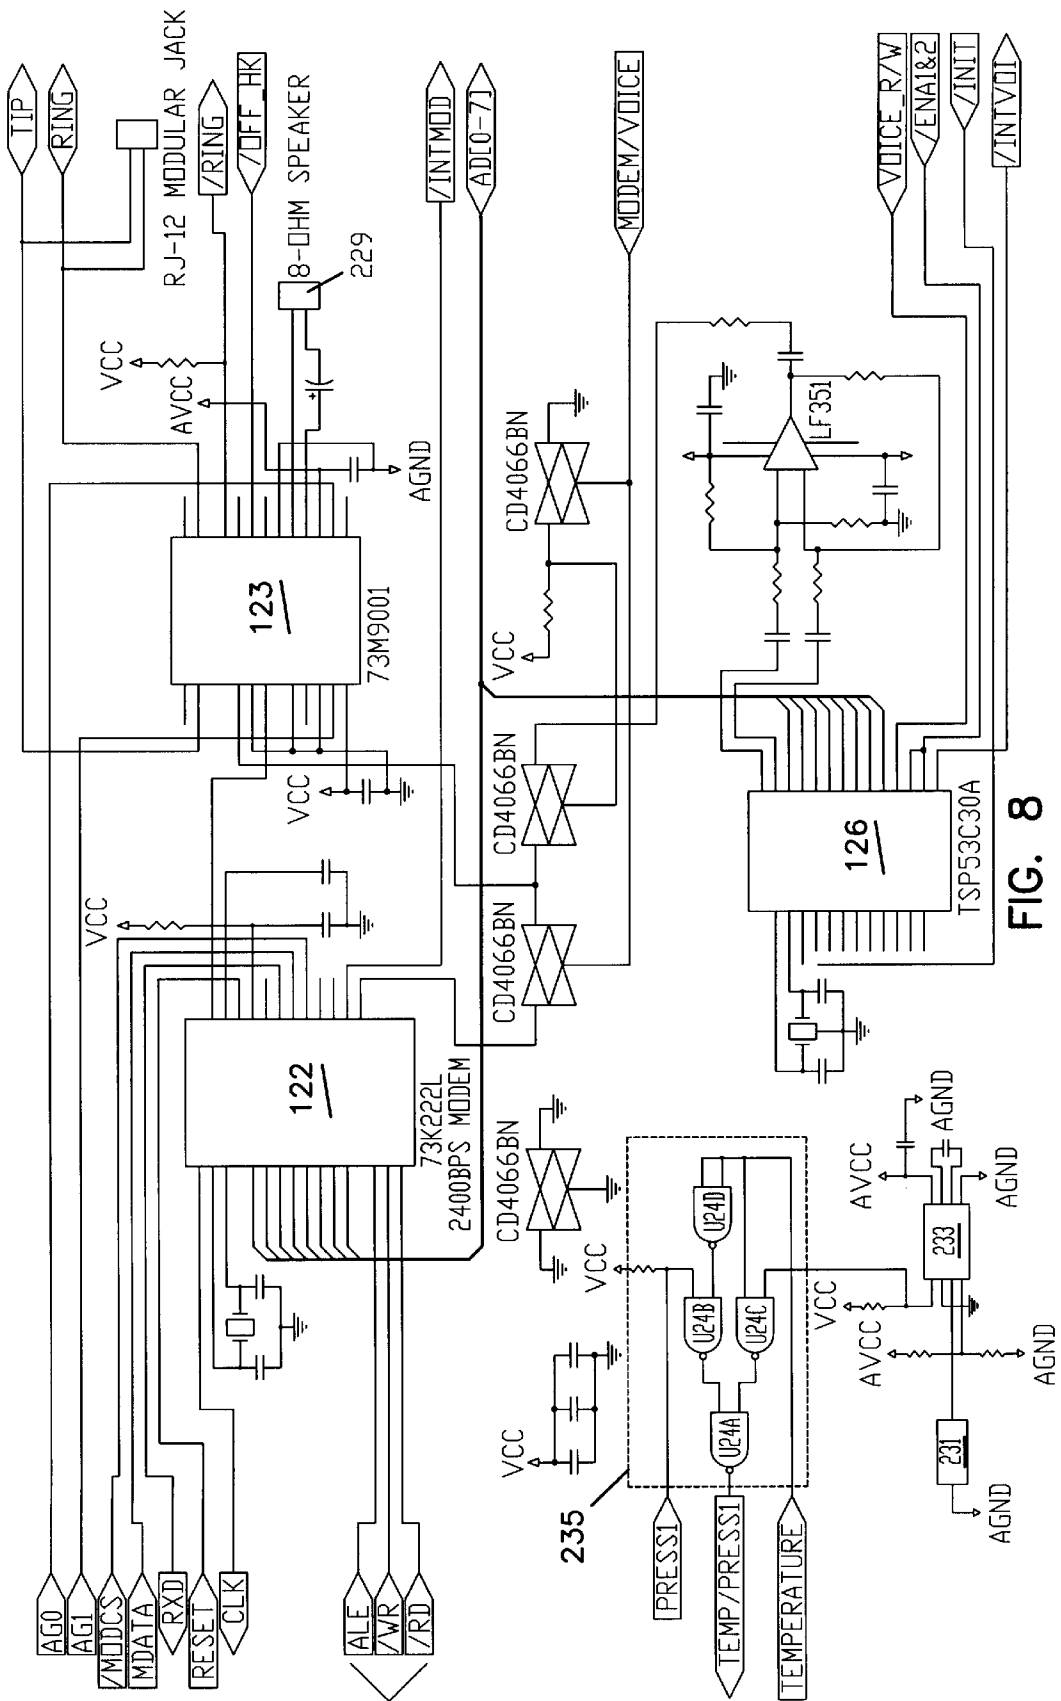 AG0
AG1
/MODCS
MDATA
RXD
RESET
CLK
ALE
/WR
/RD
TIP
RING
RJ-12 MODULAR JACK
/RING
/OFF_HK
8-OHM SPEAKER
229
/INTMOD
AD[0-7]
MODEM/VOICE
VOICE_R/W
/ENA1&2
/INIT
/INTVOI
VCC
122
73K222L
2400BPS MODEM
VCC
123
73M9001
VCC
AVCC
AGND
CD4066BN
CD4066BN
CD4066BN
VCC
CD4066BN
VCC
235
VCC
PRESS1
TEMP/PRESS1
TEMPERATURE
U24A
U24B
U24C
U24D
126
TSP53C30A
LF351
AGND
231
AVCC
AGND
VCC
233
AVCC
AGND
AGND
FIG. 8